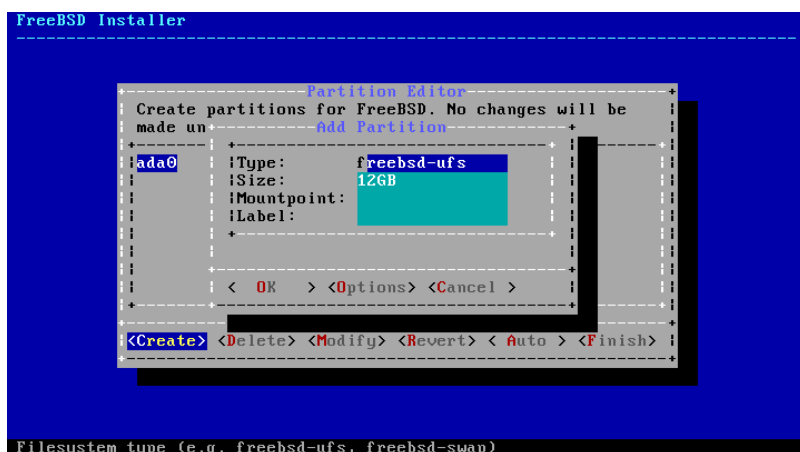 FreeBSD Installer
Partition Editor
Create partitions for FreeBSD. No changes will be
made un
Add Partition
ada0
Type: freebsd-ufs
Size: 12GB
Mountpoint:
Label:
< OK > <Options> <Cancel >
<Create> <Delete> <Modify> <Revert> < Auto > <Finish>
Filesystem type (e.g. freebsd-ufs, freebsd-swap)